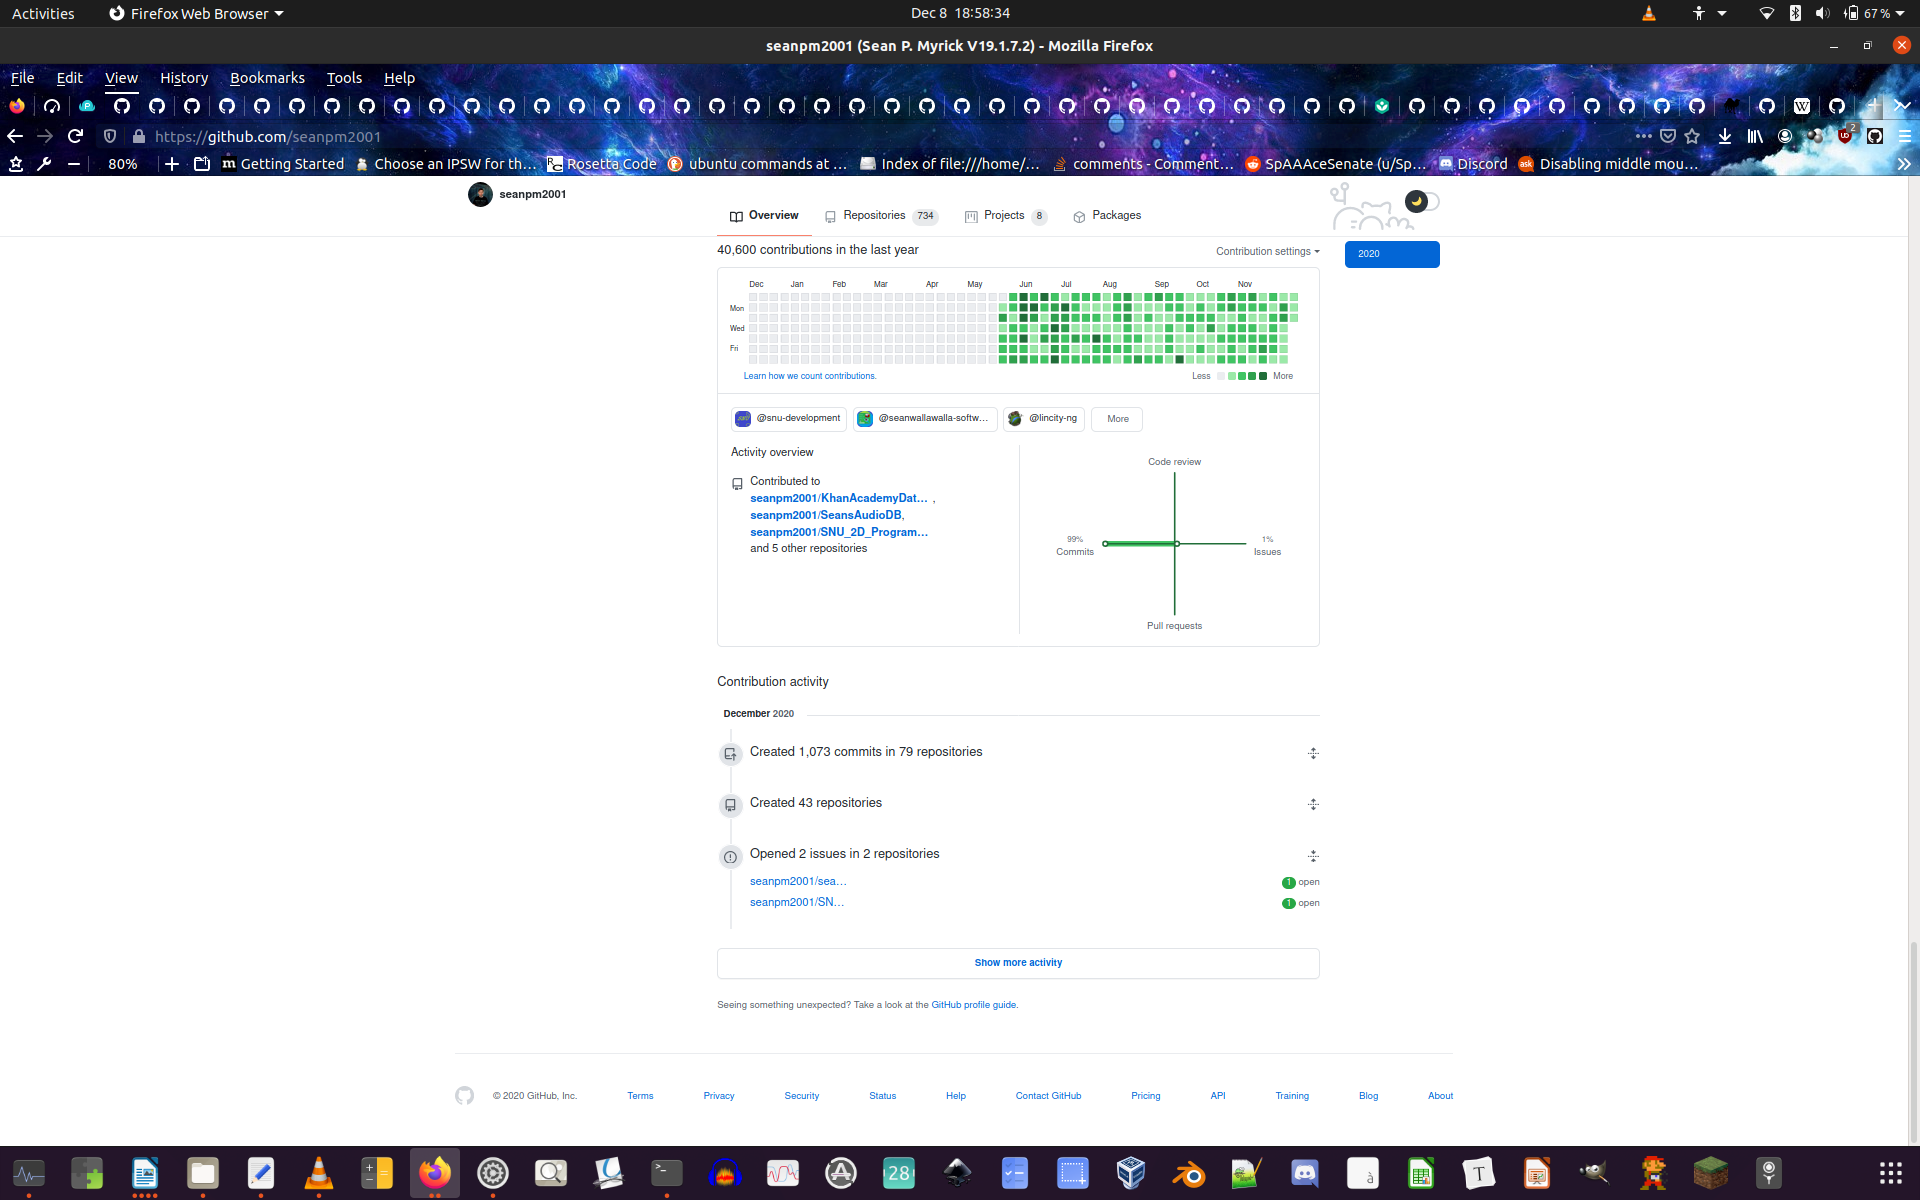 Activities
Firefox Web Browser
Dec 8 18:58:34
67 %
seanpm2001 (Sean P. Myrick V19.1.7.2) - Mozilla Firefox
File Edit View History Bookmarks Tools Help
https://github.com/seanpm2001
2
80%
Getting Started
Choose an IPSW for th…
Rosetta Code
ubuntu commands at …
Index of file:///home/…
comments - Comment…
SpAAAceSenate (u/Sp…
Discord
Disabling middle mou…
seanpm2001
Overview
Repositories 734
Projects 8
Packages
40,600 contributions in the last year
Contribution settings
2020
Dec Jan Feb Mar Apr May Jun Jul Aug Sep Oct Nov
Mon
Wed
Fri
Learn how we count contributions.
Less More
@snu-development
@seanwallawalla-softw…
@lincity-ng
More
Activity overview
Contributed to
seanpm2001/KhanAcademyDat… ,
seanpm2001/SeansAudioDB,
seanpm2001/SNU_2D_Program…
and 5 other repositories
Code review
99%
Commits
1%
Issues
Pull requests
Contribution activity
December 2020
Created 1,073 commits in 79 repositories
Created 43 repositories
Opened 2 issues in 2 repositories
seanpm2001/sea…
1 open
seanpm2001/SN…
1 open
Show more activity
Seeing something unexpected? Take a look at the GitHub profile guide.
© 2020 GitHub, Inc.
Terms
Privacy
Security
Status
Help
Contact GitHub
Pricing
API
Training
Blog
About
28